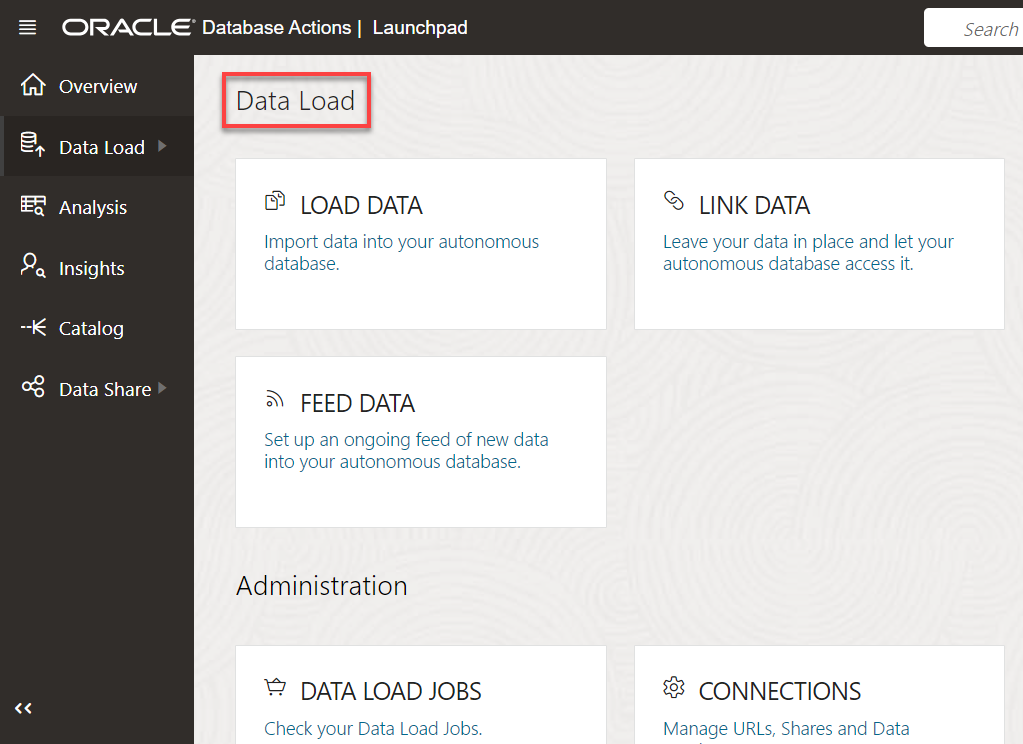 ORACLE Database Actions | Launchpad
Search
Overview
Data Load
Analysis
Insights
Catalog
Data Share
Data Load
LOAD DATA
Import data into your autonomous
database.
LINK DATA
Leave your data in place and let your
autonomous database access it.
FEED DATA
Set up an ongoing feed of new data
into your autonomous database.
Administration
DATA LOAD JOBS
Check your Data Load Jobs.
CONNECTIONS
Manage URLs, Shares and Data